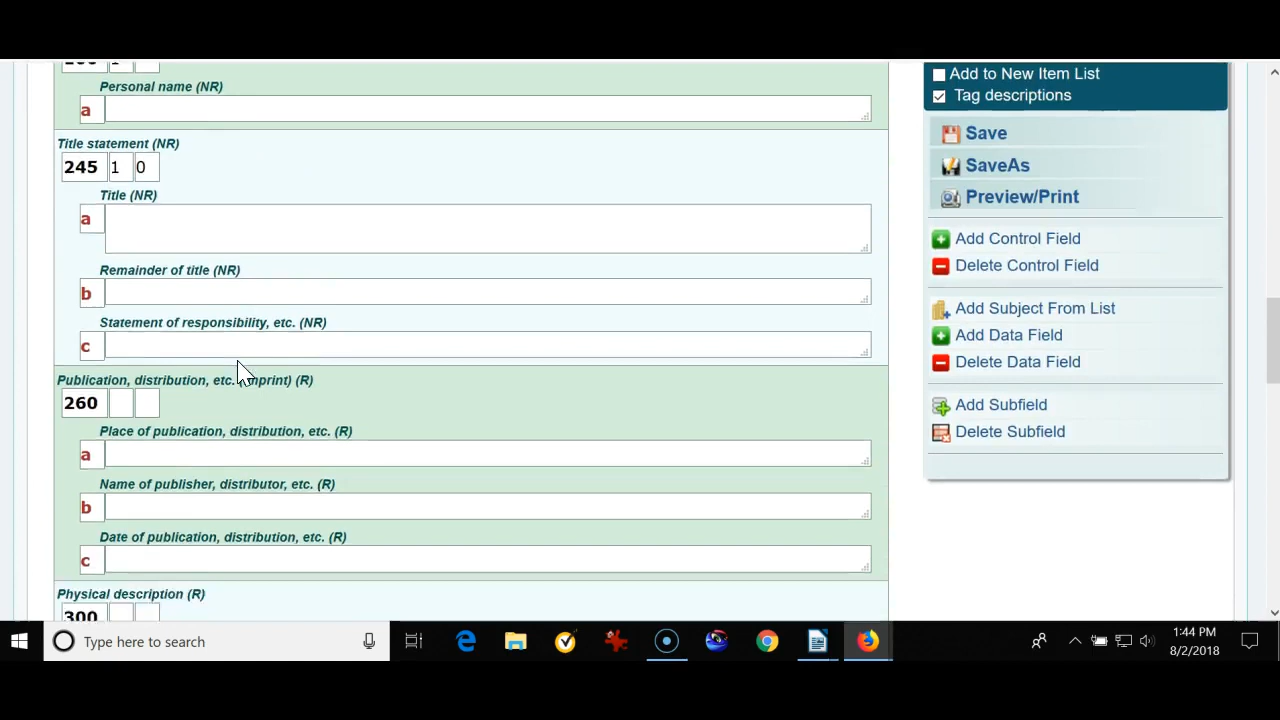 Personal name (NR)
a
Title statement (NR)
245 1 0
Title (NR)
a
Remainder of title (NR)
b
Statement of responsibility, etc. (NR)
c
Publication, distribution, etc. mprint) (R)
260
Place of publication, distribution, etc. (R)
a
Name of publisher, distributor, etc. (R)
b
Date of publication, distribution, etc. (R)
c
Physical description (R)
300
Add to New Item List
Tag descriptions
Save
SaveAs
Preview/Print
Add Control Field
Delete Control Field
Add Subject From List
Add Data Field
Delete Data Field
Add Subfield
Delete Subfield
Type here to search
1:44 PM
8/2/2018